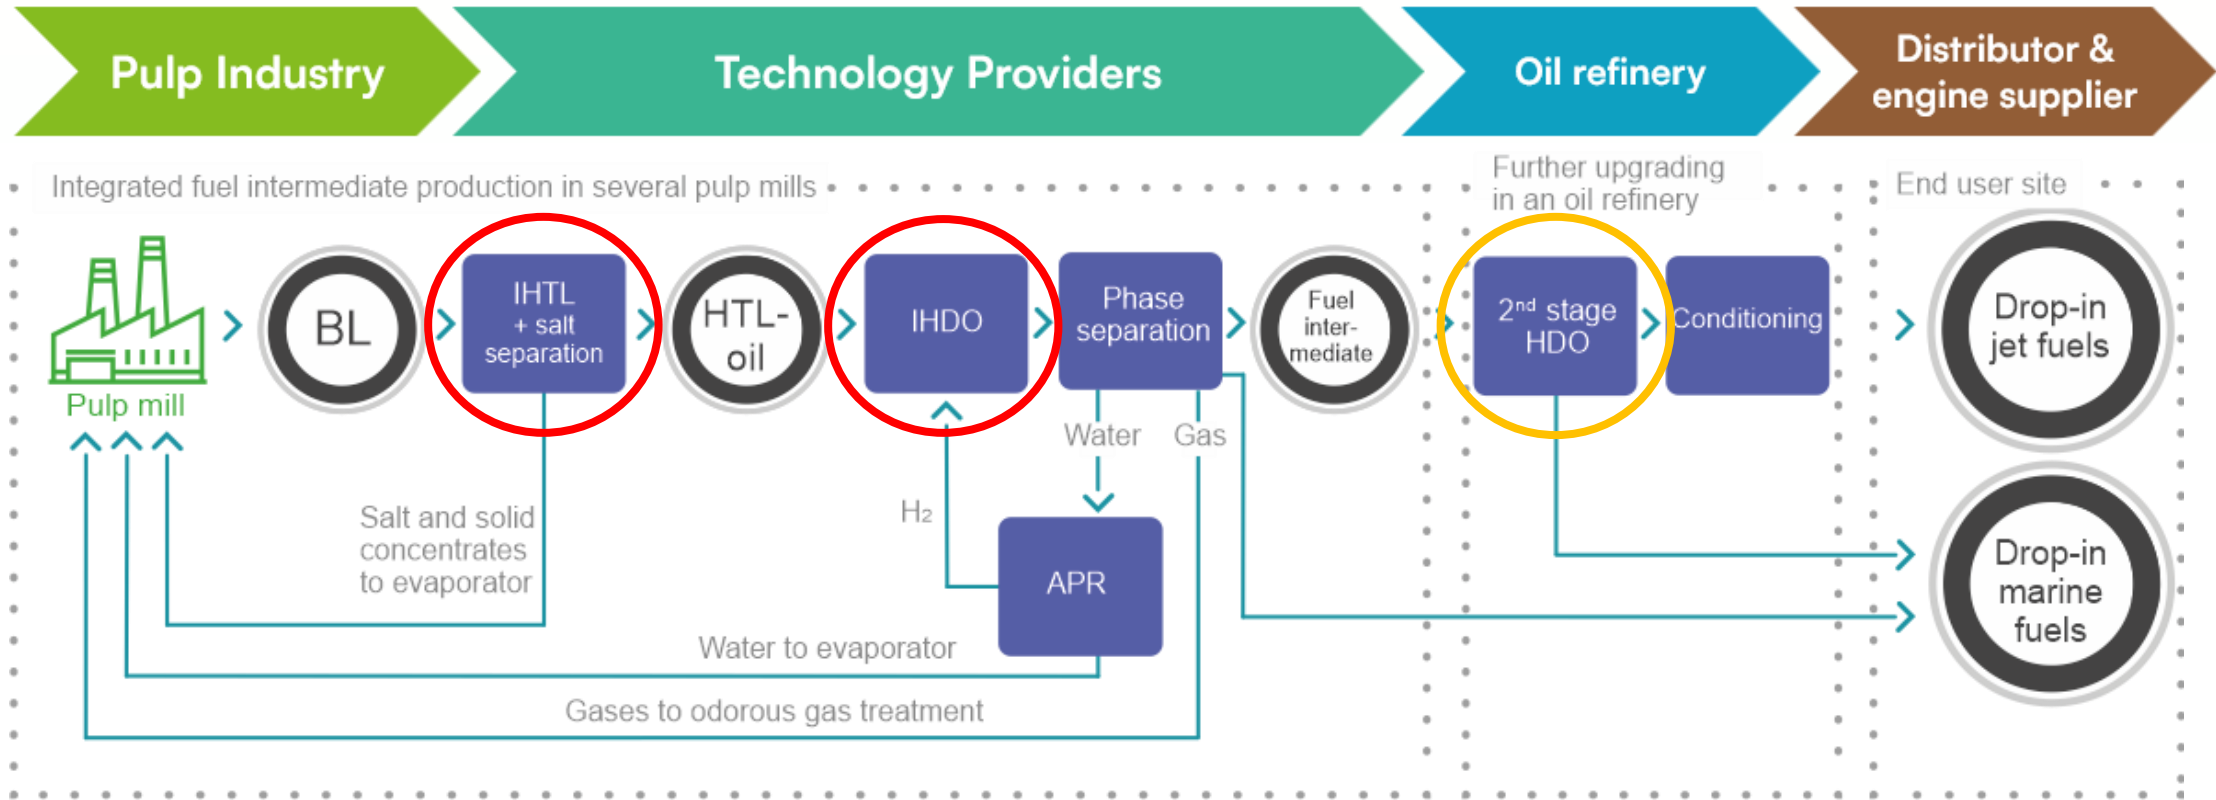 Pulp Industry
Technology Providers
Oil refinery
Distributor &
engine supplier
Integrated fuel intermediate production in several pulp mills
Further upgrading
in an oil refinery
End user site
Pulp mill
BL
IHTL
+ salt
separation
HTL-
oil
IHDO
Phase
separation
Fuel
inter-
mediate
2nd stage
HDO
Conditioning
Drop-in
jet fuels
Water
Gas
H₂
Salt and solid
concentrates
to evaporator
APR
Drop-in
marine
fuels
Water to evaporator
Gases to odorous gas treatment